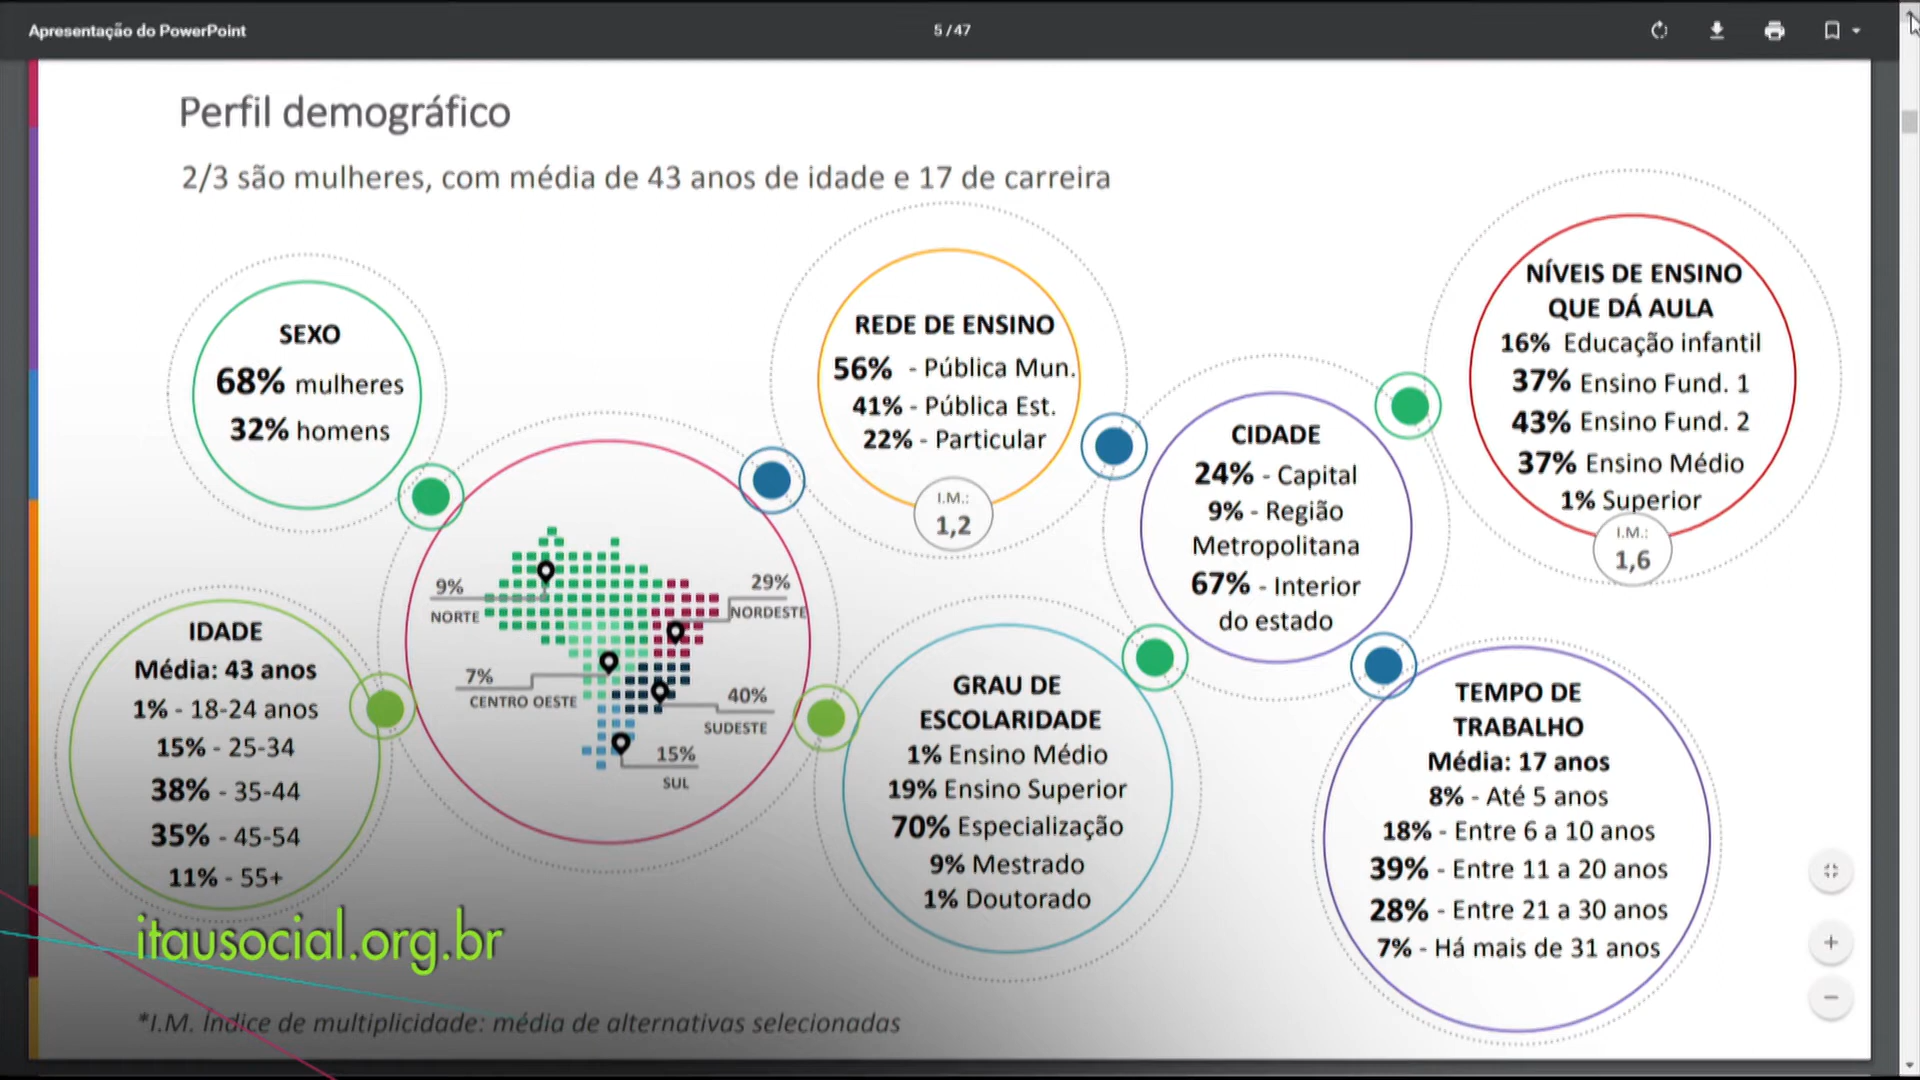 Apresentação do PowerPoint
5 / 47
Perfil demográfico
2/3 são mulheres, com média de 43 anos de idade e 17 de carreira
SEXO
68% mulheres
32% homens
REDE DE ENSINO
56% - Pública Mun.
41% - Pública Est.
22% - Particular
I.M.:
1,2
CIDADE
24% - Capital
9% - Região
Metropolitana
67% - Interior
do estado
NÍVEIS DE ENSINO
QUE DÁ AULA
16% Educação infantil
37% Ensino Fund. 1
43% Ensino Fund. 2
37% Ensino Médio
1% Superior
I.M.:
1,6
IDADE
Média: 43 anos
1% - 18-24 anos
15% - 25-34
38% - 35-44
35% - 45-54
11% - 55+
9%
NORTE
29%
NORDESTE
7%
CENTRO OESTE
40%
SUDESTE
15%
SUL
GRAU DE
ESCOLARIDADE
1% Ensino Médio
19% Ensino Superior
70% Especialização
9% Mestrado
1% Doutorado
TEMPO DE
TRABALHO
Média: 17 anos
8% - Até 5 anos
18% - Entre 6 a 10 anos
39% - Entre 11 a 20 anos
28% - Entre 21 a 30 anos
7% - Há mais de 31 anos
itausocial.org.br
*I.M. Índice de multiplicidade: média de alternativas selecionadas